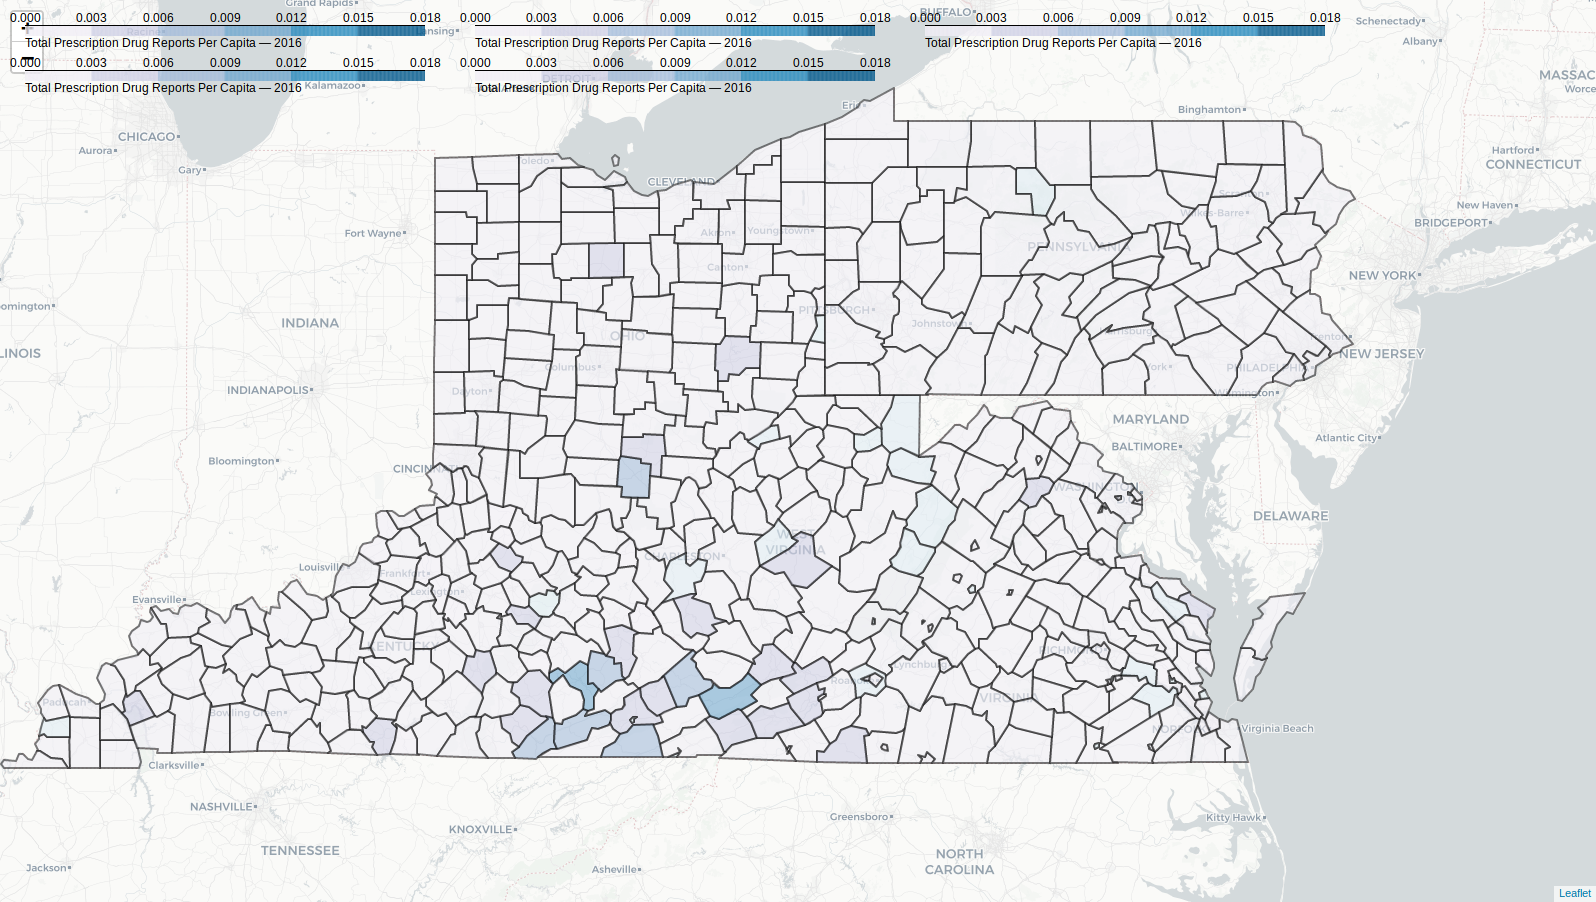 Grand Rapids
BUFFALO
0.000 0.003 0.006 0.009 0.012 0.015 0.018
0.000 0.003 0.006 0.009 0.012 0.015 0.018
0.000 0.003 0.006 0.009 0.012 0.015 0.018
Total Prescription Drug Reports Per Capita — 2016
Total Prescription Drug Reports Per Capita — 2016
Total Prescription Drug Reports Per Capita — 2016
0.000 0.003 0.006 0.009 0.012 0.015 0.018
0.000 0.003 0.006 0.009 0.012 0.015 0.018
Total Prescription Drug Reports Per Capita — 2016
Total Prescription Drug Reports Per Capita — 2016
Schenectady
Albany
Racine
nsing
DETROIT
Kalamazoo
MASSAC
Worce
Erie
Binghamton
CHICAGO
Aurora
Gary
Hartford
CONNECTICUT
oledo
CLEVELAND
Scranton
New Haven
Wilkes-Barre
BRIDGEPORT
Fort Wayne
Akron
Youngstown
PENNSYLVANIA
Canton
NEW YORK
omington
PITTSBURGH
INDIANA
Johnstown
Harrisburg
OHIO
Trenton
LINOIS
NEW JERSEY
Columbus
York
PHILADELPHIA
INDIANAPOLIS
Dayton
Wilmington
MARYLAND
Atlantic City
BALTIMORE
Bloomington
CINCINNATI
WASHINGTON
DELAWARE
WEST
VIRGINIA
CHARLESTON
Louisville
Frankfort
Lexington
Evansville
KENTUCKY
RICHMOND
Lynchburg
Roanoke
Paducah
VIRGINIA
Bowling Green
NORFOLK
Virginia Beach
Clarksville
NASHVILLE
KNOXVILLE
Greensboro
Kitty Hawk
TENNESSEE
NORTH
CAROLINA
Jackson
Asheville
Leaflet